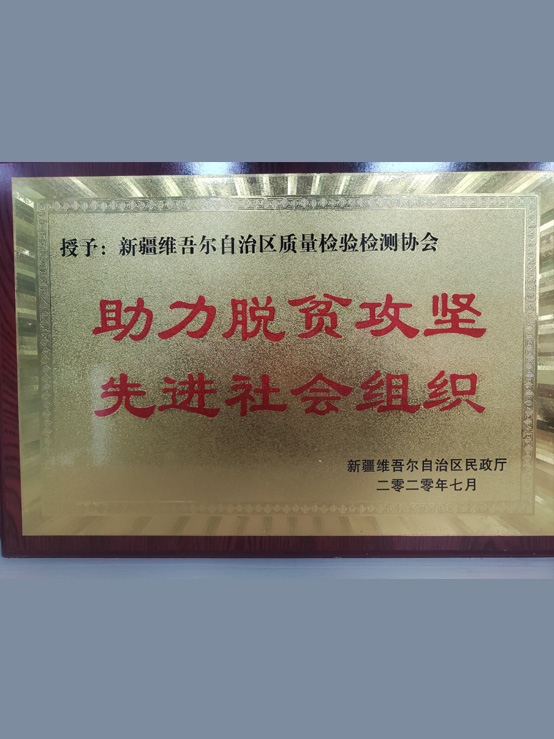 授予：新疆维吾尔自治区质量检验检测协会
助力脱贫攻坚
先进社会组织
新疆维吾尔自治区民政厅
二零二零年七月